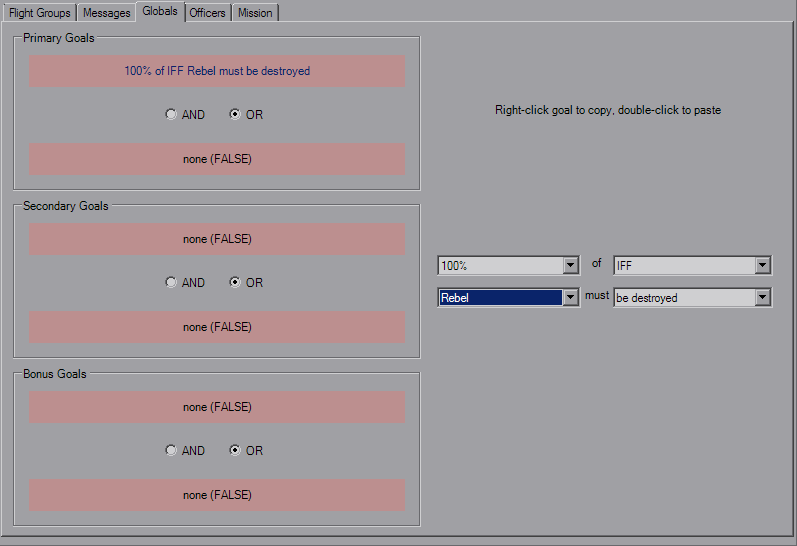 Flight Groups Messages Globals Officers Mission
Primary Goals
100% of IFF Rebel must be destroyed
AND OR
none (FALSE)
Right-click goal to copy, double-click to paste
Secondary Goals
none (FALSE)
AND OR
none (FALSE)
100% of IFF
Rebel must be destroyed
Bonus Goals
none (FALSE)
AND OR
none (FALSE)